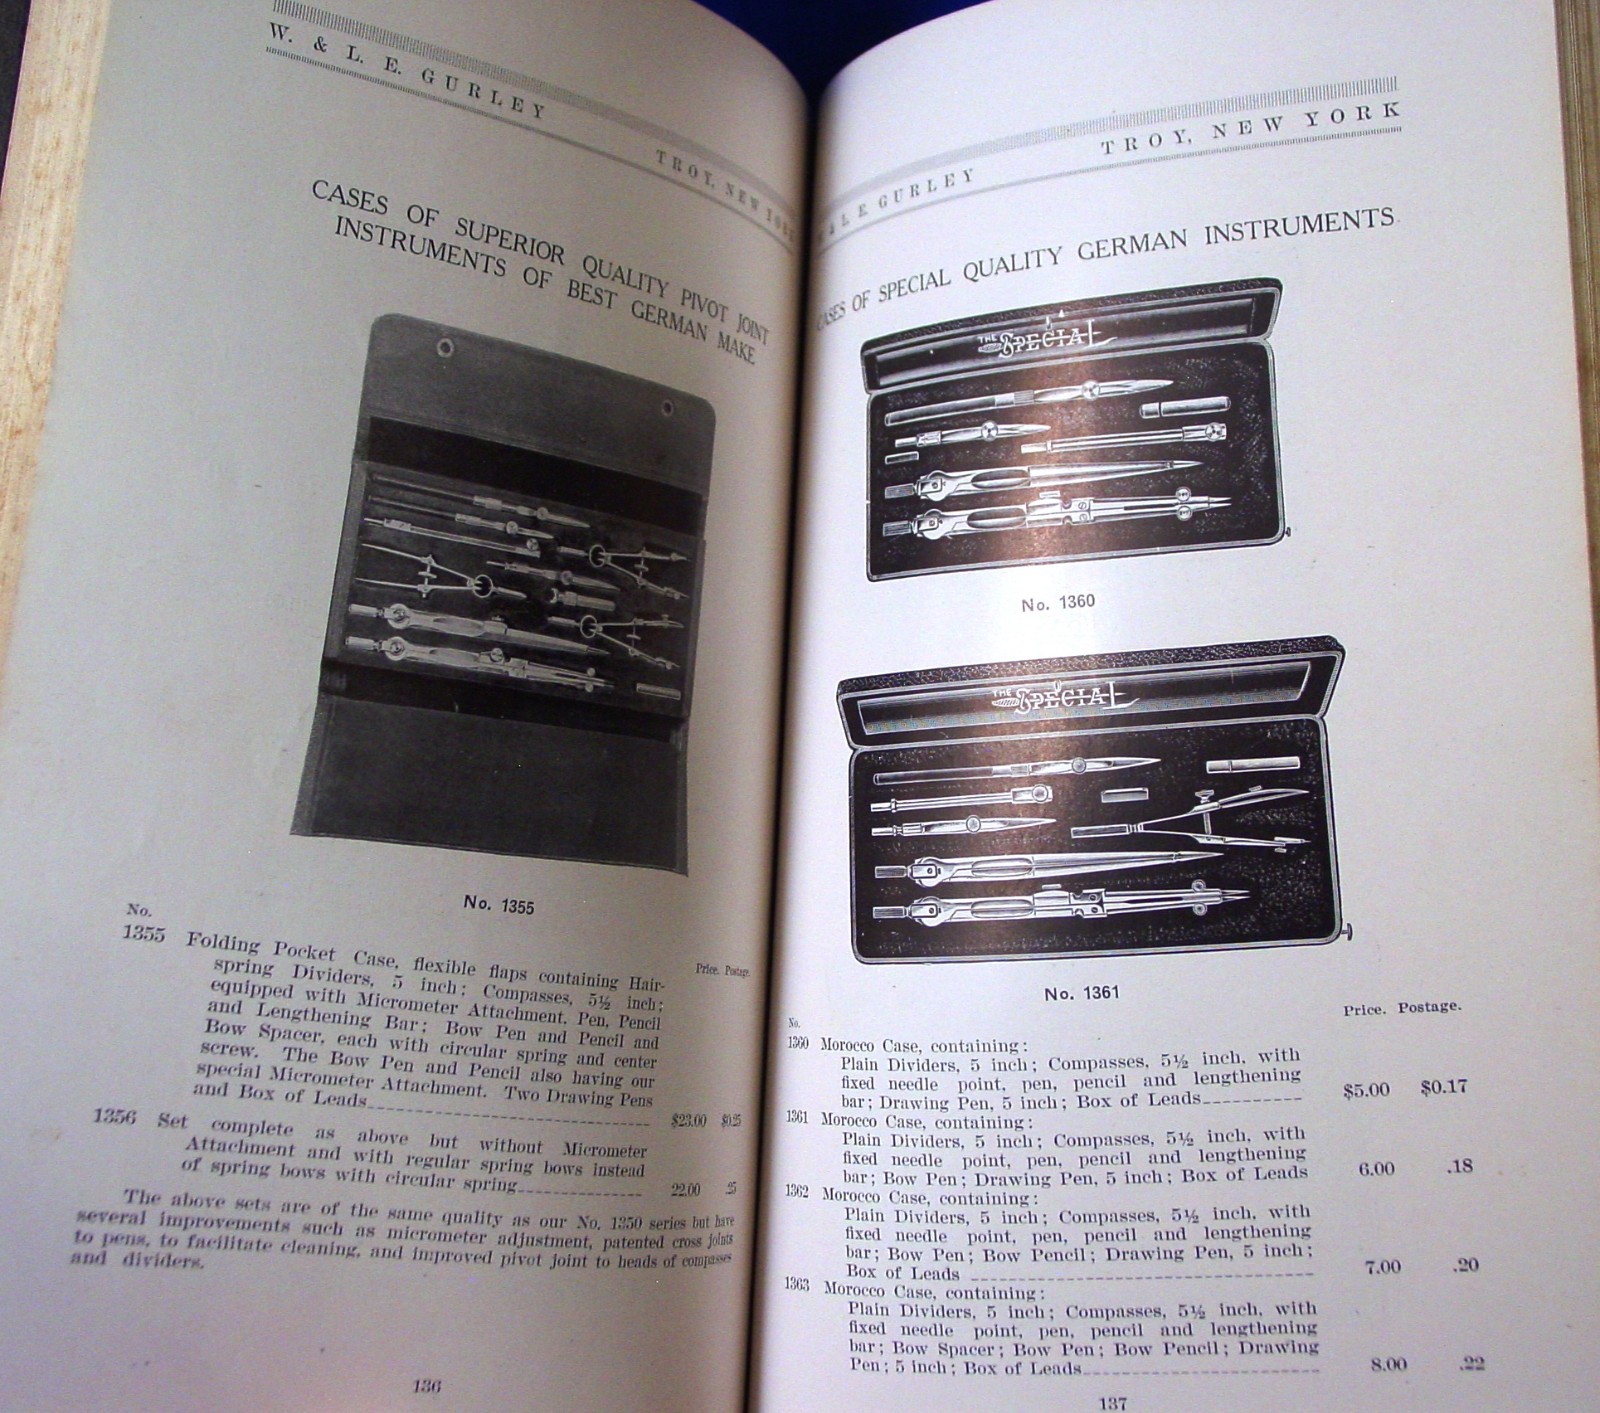 W. & L. E. GURLEY
TROY, NEW YORK
CASES OF SUPERIOR QUALITY PIVOT JOINT
INSTRUMENTS OF BEST GERMAN MAKE
No. 1355
No.
Price. Postage.
1355 Folding Pocket Case, flexible flaps containing Hair-
spring Dividers, 5 inch; Compasses, 5½ inch;
equipped with Micrometer Attachment, Pen, Pencil
and Lengthening Bar; Bow Pen and Pencil and
Bow Spacer, each with circular spring and center
screw. The Bow Pen and Pencil also having our
special Micrometer Attachment. Two Drawing Pens
and Box of Leads $23.00 $0.25
1356 Set complete as above but without Micrometer
Attachment and with regular spring bows instead
of spring bows with circular spring 22.00 .25
The above sets are of the same quality as our No. 1350 series but have
several improvements such as micrometer adjustment, patented cross joints
to pens, to facilitate cleaning, and improved pivot joint to heads of compasses
and dividers.
136
& L. E. GURLEY
TROY, NEW YORK
CASES OF SPECIAL QUALITY GERMAN INSTRUMENTS
THE SPECIAL
No. 1360
THE SPECIAL
No. 1361
No.
Price. Postage.
1360 Morocco Case, containing:
Plain Dividers, 5 inch; Compasses, 5½ inch, with
fixed needle point, pen, pencil and lengthening
bar; Drawing Pen, 5 inch; Box of Leads $5.00 $0.17
1361 Morocco Case, containing:
Plain Dividers, 5 inch; Compasses, 5½ inch, with
fixed needle point, pen, pencil and lengthening
bar; Bow Pen; Drawing Pen, 5 inch; Box of Leads 6.00 .18
1362 Morocco Case, containing:
Plain Dividers, 5 inch; Compasses, 5½ inch, with
fixed needle point, pen, pencil and lengthening
bar; Bow Pen; Bow Pencil; Drawing Pen, 5 inch;
Box of Leads 7.00 .20
1363 Morocco Case, containing:
Plain Dividers, 5 inch; Compasses, 5½ inch, with
fixed needle point, pen, pencil and lengthening
bar; Bow Spacer; Bow Pen; Bow Pencil; Drawing
Pen; 5 inch; Box of Leads 8.00 .22
137